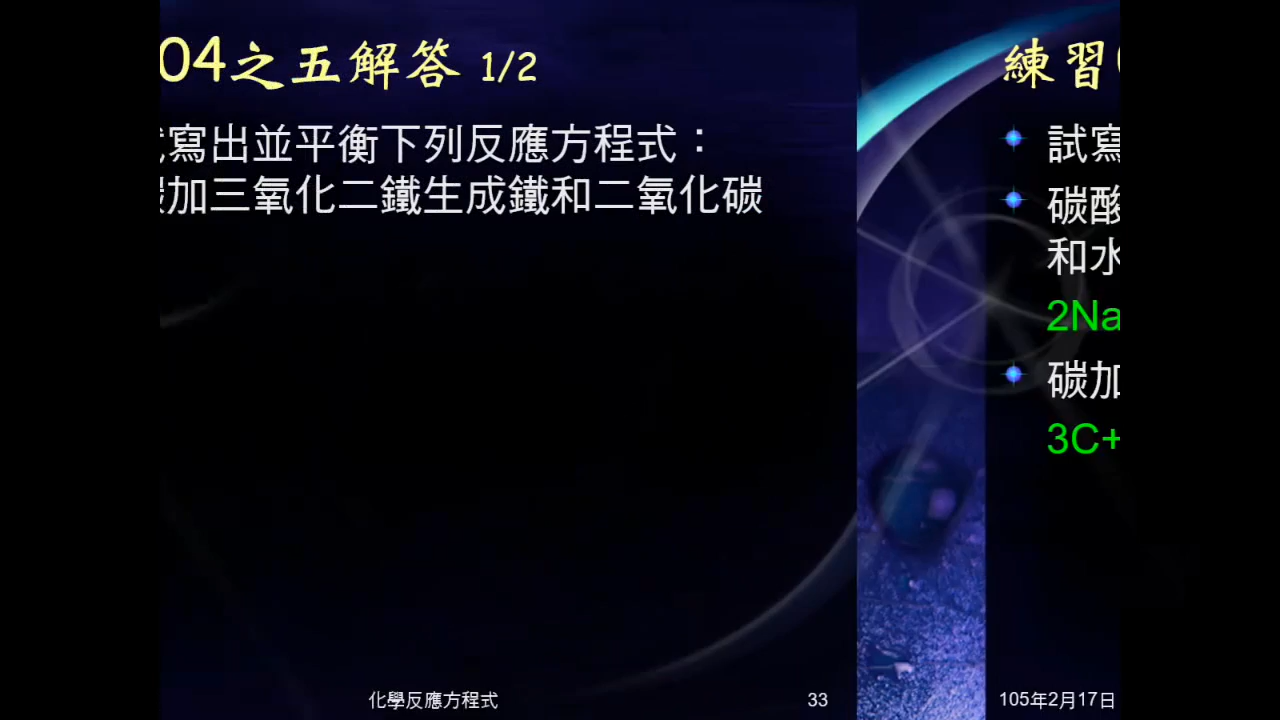 04之五解答 1/2
試寫出並平衡下列反應方程式：
碳加三氧化二鐵生成鐵和二氧化碳
化學反應方程式
33
練習
試寫
碳酸
和水
2Na
碳加
3C+
105年2月17日